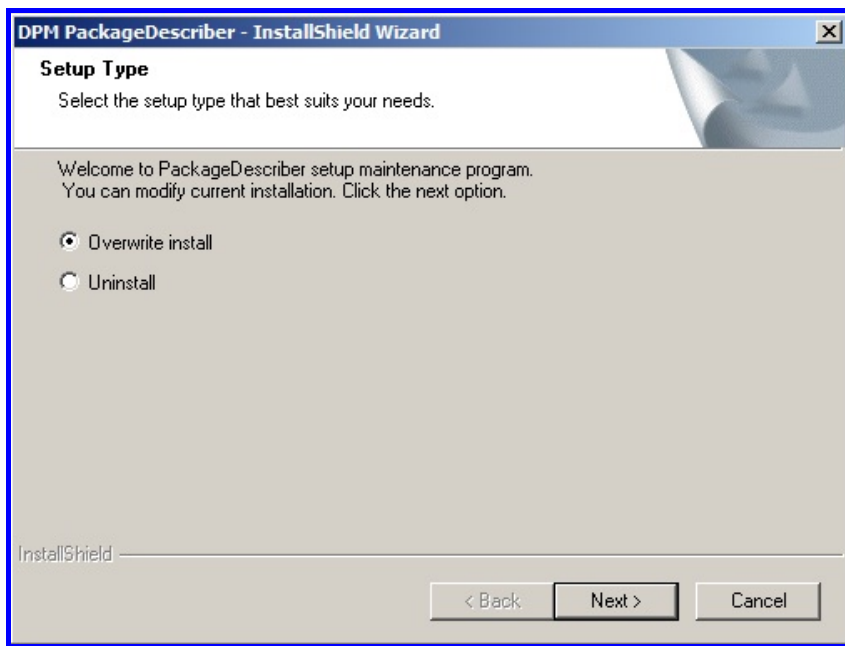 DPM PackageDescriber - InstallShield Wizard
Setup Type
Select the setup type that best suits your needs.
Welcome to PackageDescriber setup maintenance program.
You can modify current installation. Click the next option.
Overwrite install
Uninstall
InstallShield
< Back
Next >
Cancel